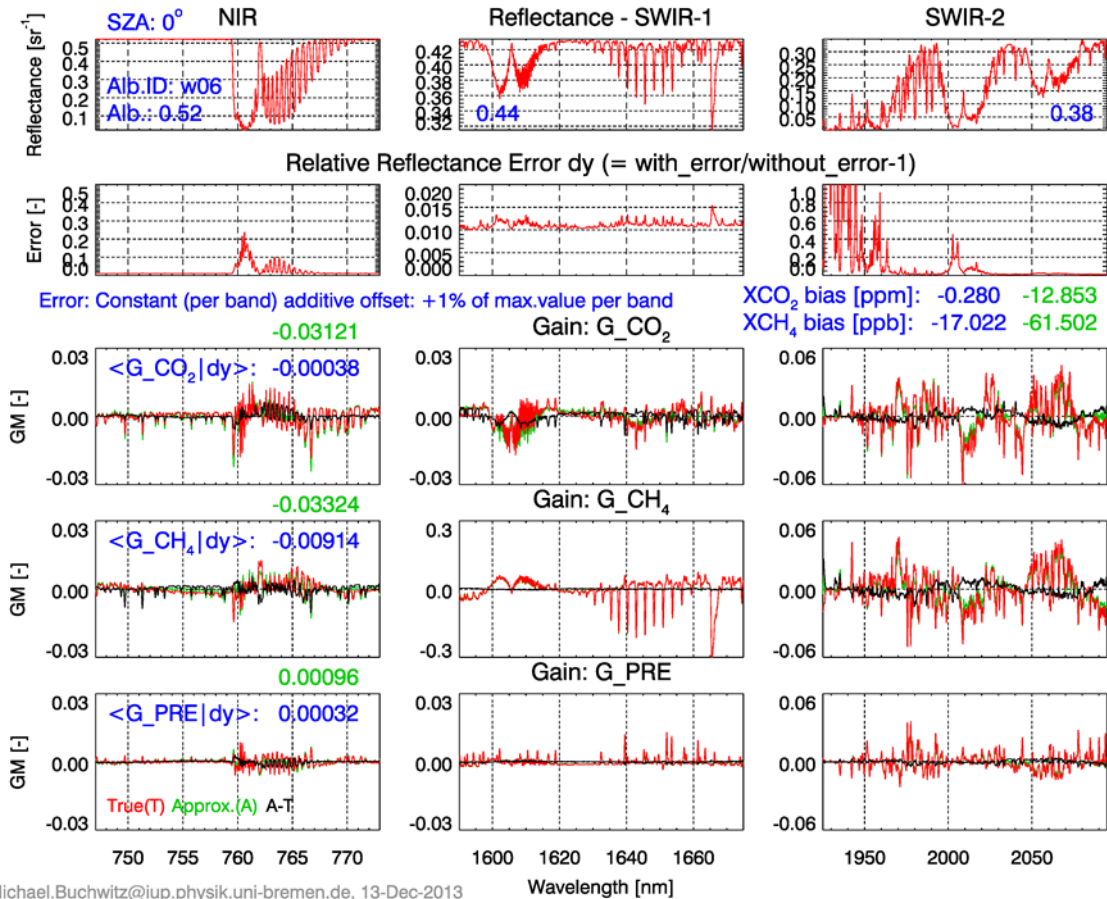 NIR
Reflectance - SWIR-1
SWIR-2
SZA: 0°
Alb.ID: w06
Alb.: 0.52
0.44
0.38
Reflectance [sr⁻¹]
0.5
0.4
0.3
0.2
0.1
0.42
0.40
0.38
0.36
0.34
0.32
0.30
0.25
0.20
0.15
0.10
0.05
Relative Reflectance Error dy (= with_error/without_error-1)
Error [-]
0.5
0.4
0.3
0.2
0.1
0.0
0.020
0.015
0.010
0.005
0.000
1.0
0.8
0.6
0.4
0.2
0.0
Error: Constant (per band) additive offset: +1% of max.value per band
XCO₂ bias [ppm]: -0.280 -12.853
XCH₄ bias [ppb]: -17.022 -61.502
-0.03121
Gain: G_CO₂
<G_CO₂|dy>: -0.00038
GM [-]
0.03
0.00
-0.03
0.06
0.00
-0.06
-0.03324
Gain: G_CH₄
<G_CH₄|dy>: -0.00914
GM [-]
0.03
0.00
-0.03
0.3
0.0
-0.3
0.06
0.00
-0.06
0.00096
Gain: G_PRE
<G_PRE|dy>: 0.00032
GM [-]
0.03
0.00
-0.03
0.03
0.00
-0.03
0.06
0.00
-0.06
True(T) Approx.(A) A-T
750 755 760 765 770
1600 1620 1640 1660
1950 2000 2050
Wavelength [nm]
ichael.Buchwitz@iup.physik.uni-bremen.de, 13-Dec-2013